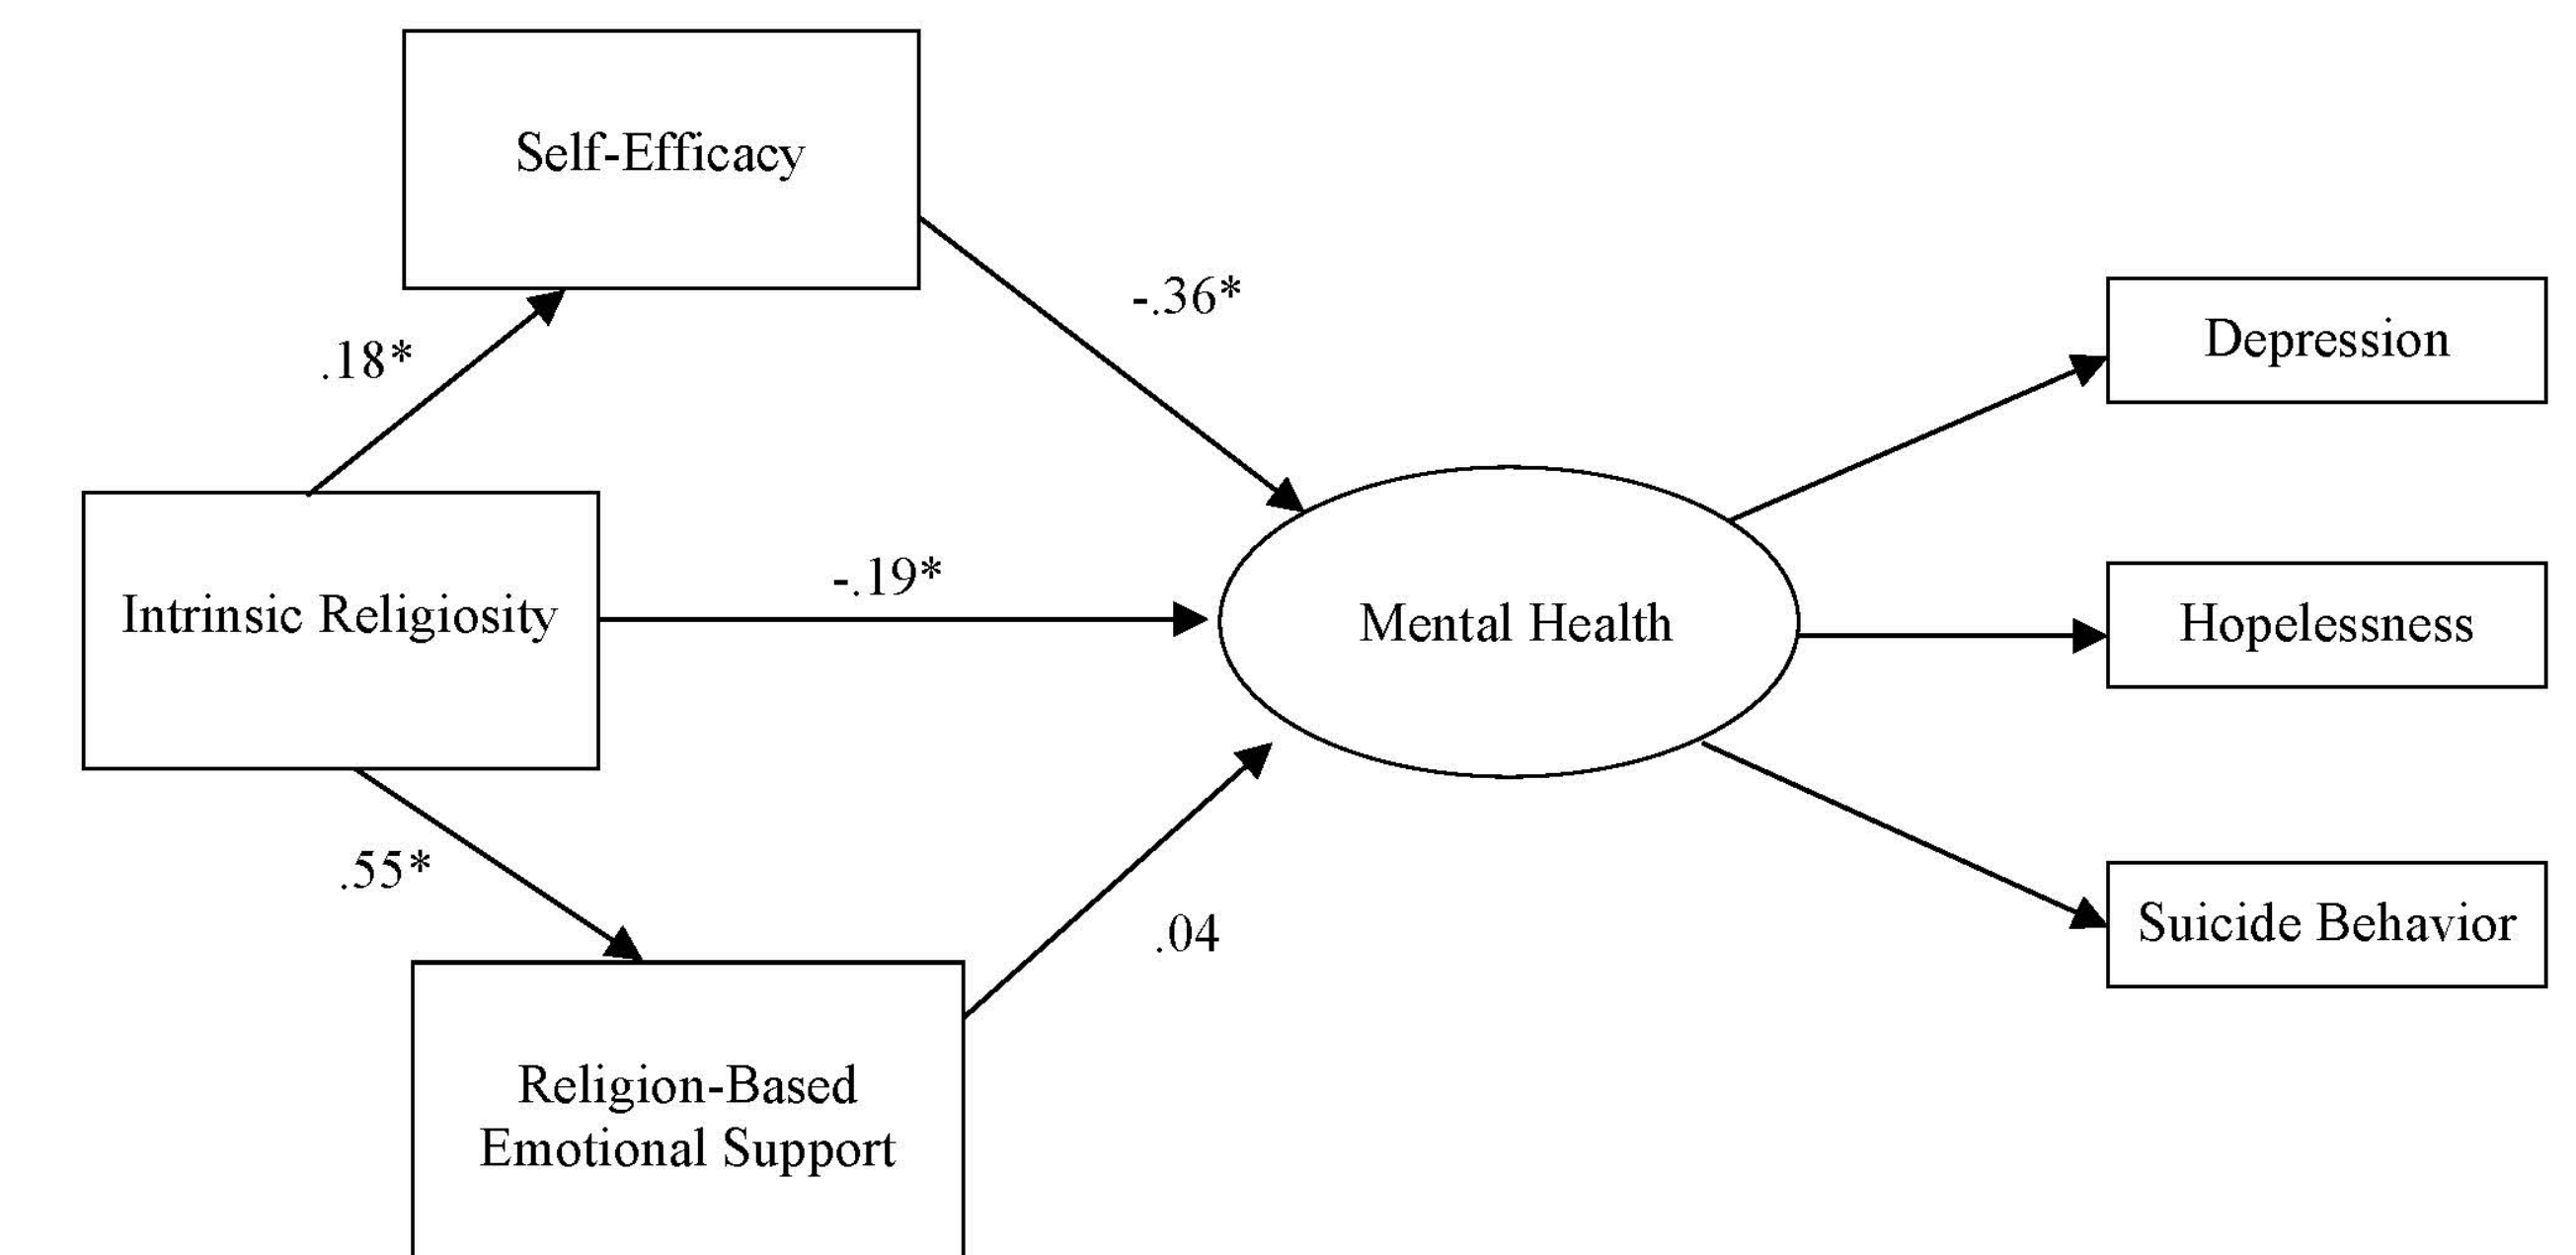 Self-Efficacy
-.36*
.18*
Depression
Intrinsic Religiosity
-.19*
Mental Health
Hopelessness
.55*
.04
Suicide Behavior
Religion-Based
Emotional Support